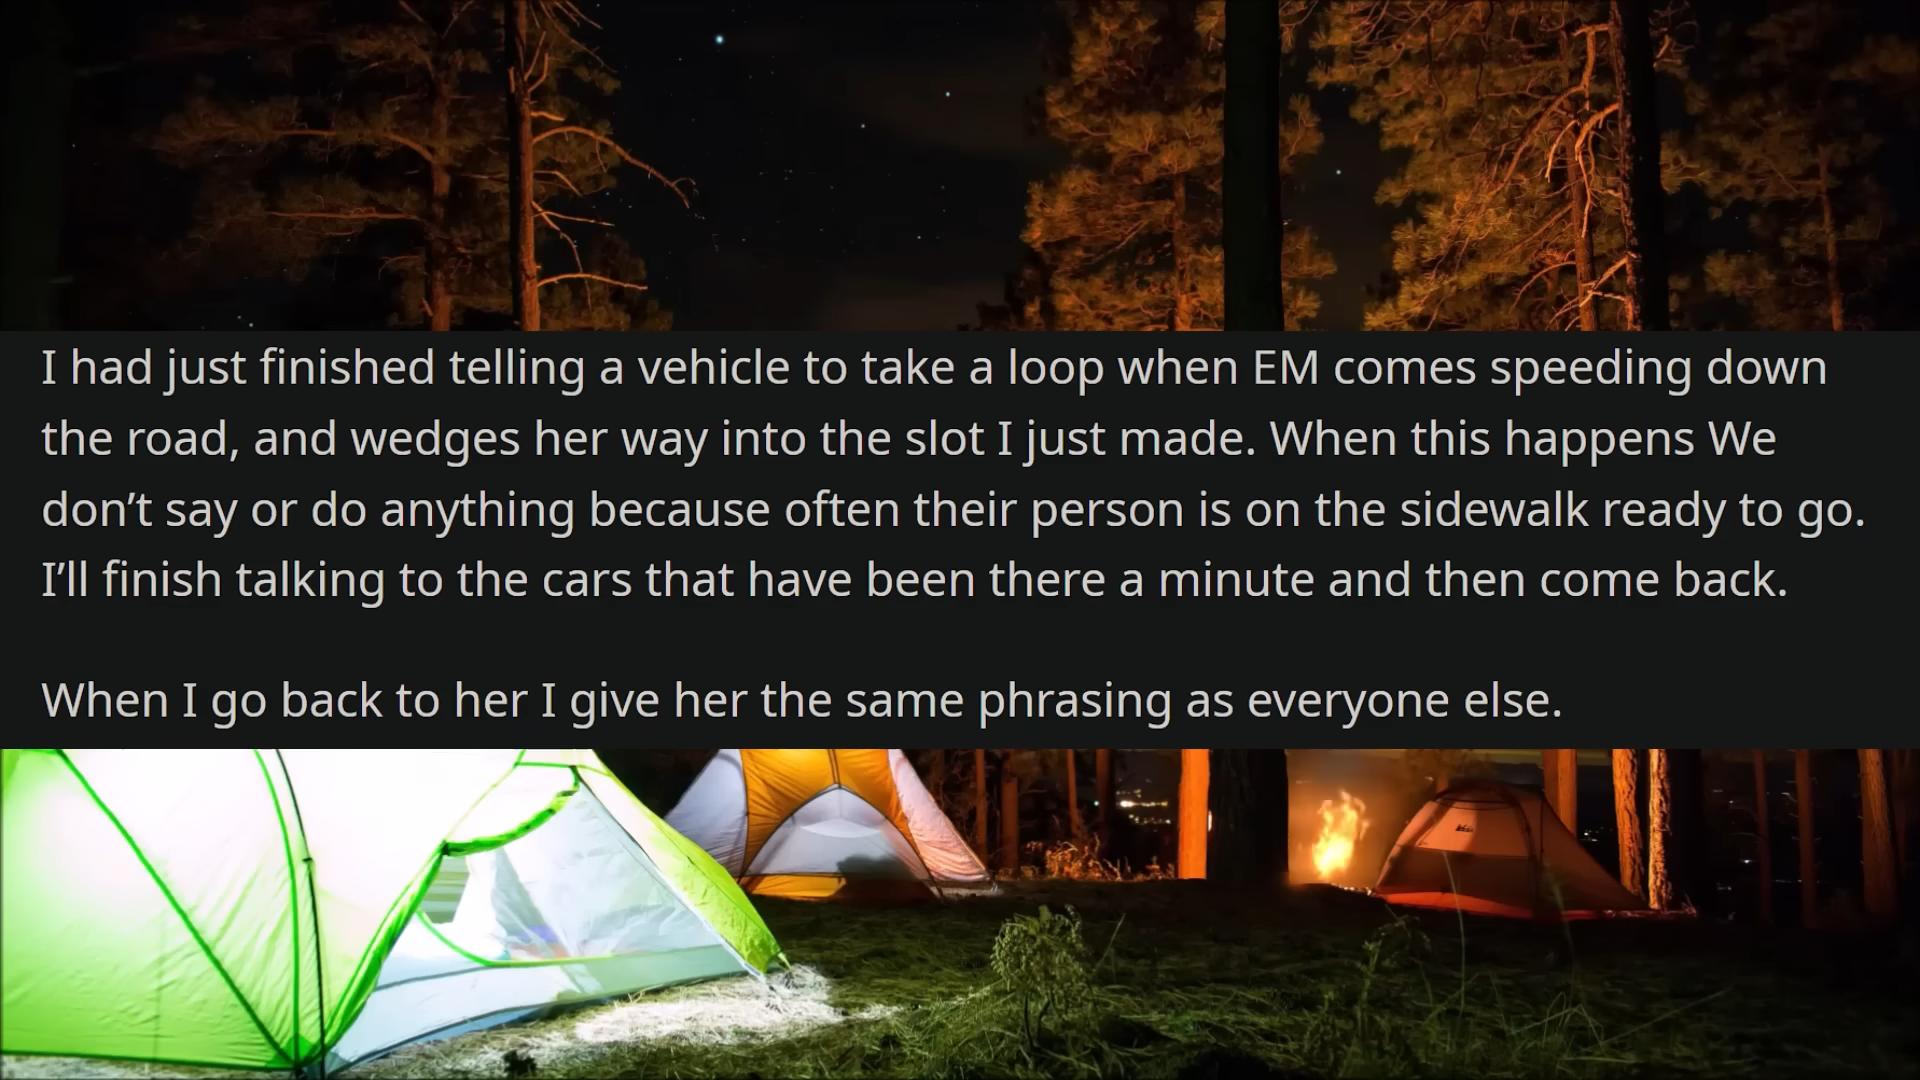 I had just finished telling a vehicle to take a loop when EM comes speeding down
the road, and wedges her way into the slot I just made. When this happens We
don’t say or do anything because often their person is on the sidewalk ready to go.
I’ll finish talking to the cars that have been there a minute and then come back.
When I go back to her I give her the same phrasing as everyone else.